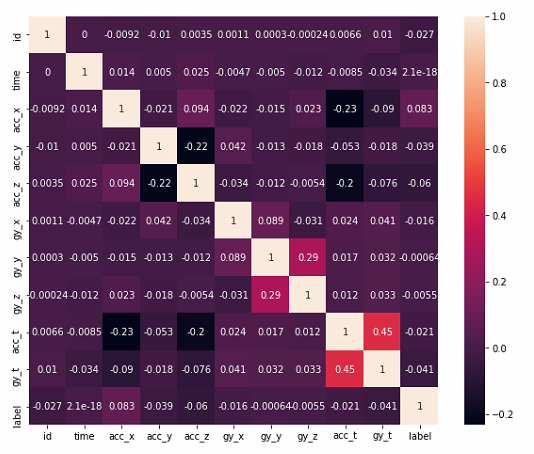 id 1 0 -0.0092 -0.01 0.0035 0.0011 0.0003 -0.00024 0.0066 0.01 -0.027
time 0 1 0.014 0.005 0.025 -0.0047 -0.005 -0.012 -0.0085 -0.034 2.1e-18
acc_x -0.0092 0.014 1 -0.021 0.094 -0.022 -0.015 0.023 -0.23 -0.09 0.083
acc_y -0.01 0.005 -0.021 1 -0.22 0.042 -0.013 -0.018 -0.053 -0.018 -0.039
acc_z 0.0035 0.025 0.094 -0.22 1 -0.034 -0.012 -0.0054 -0.2 -0.076 -0.06
gy_x 0.0011 -0.0047 -0.022 0.042 -0.034 1 0.089 -0.031 0.024 0.041 -0.016
gy_y 0.0003 -0.005 -0.015 -0.013 -0.012 0.089 1 0.29 0.017 0.032 -0.00064
gy_z -0.00024 -0.012 0.023 -0.018 -0.0054 -0.031 0.29 1 0.012 0.033 -0.0055
acc_t 0.0066 -0.0085 -0.23 -0.053 -0.2 0.024 0.017 0.012 1 0.45 -0.021
gy_t 0.01 -0.034 -0.09 -0.018 -0.076 0.041 0.032 0.033 0.45 1 -0.041
label -0.027 2.1e-18 0.083 -0.039 -0.06 -0.016 -0.00064 -0.0055 -0.021 -0.041 1
id time acc_x acc_y acc_z gy_x gy_y gy_z acc_t gy_t label
1.0
0.8
0.6
0.4
0.2
0.0
−0.2